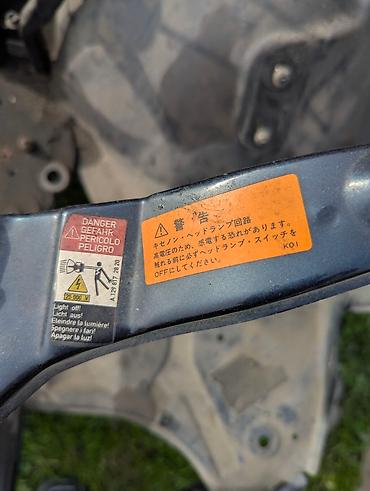 DANGER
GEFAHR
PERICOLO
PELIGRO
A 129 817 28 20
25 000 V
Light off!
Licht aus!
Eteindre la lumière!
Spegnere i fari!
Apagar la luz!
警告
キセノン・ヘッドランプ回路
高電圧のため、感電する恐れがあります。
触れる前に必ずヘッドランプ・スイッチを
OFFにしてください。
K01